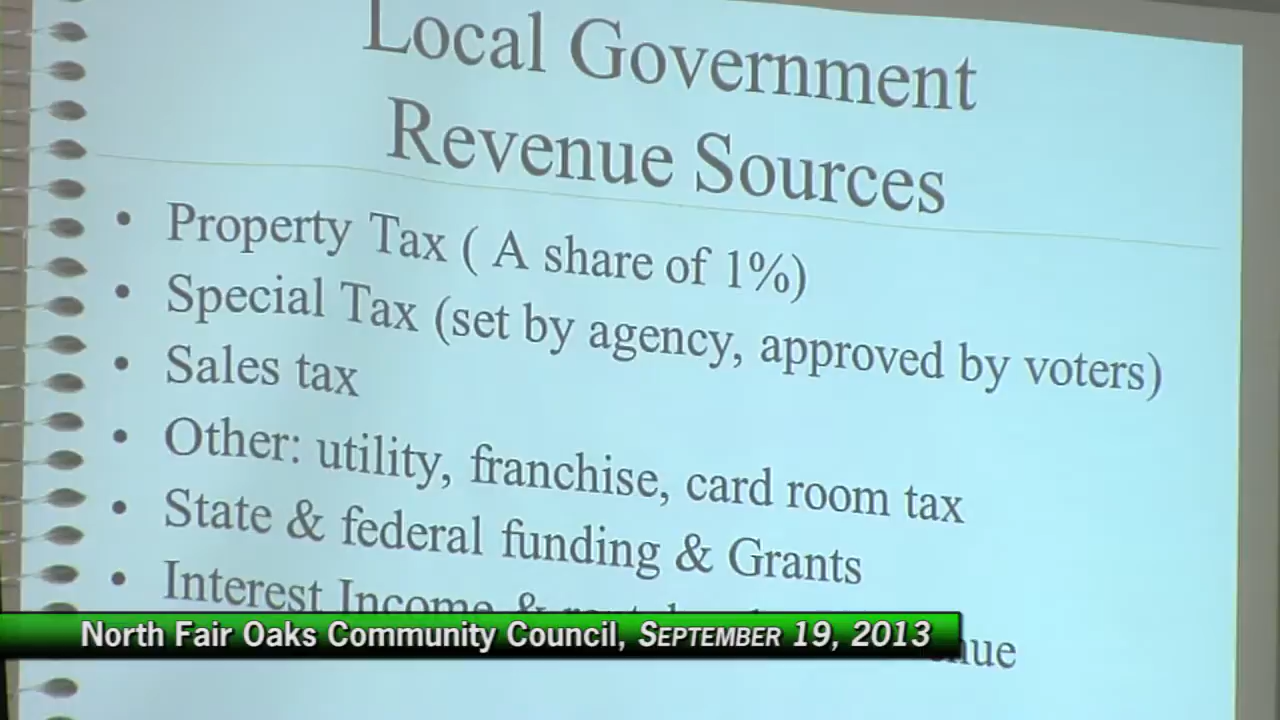 Local Government
Revenue Sources
• Property Tax ( A share of 1%)
• Special Tax (set by agency, approved by voters)
• Sales tax
• Other: utility, franchise, card room tax
• State & federal funding & Grants
• Interest Income &
North Fair Oaks Community Council, SEPTEMBER 19, 2013